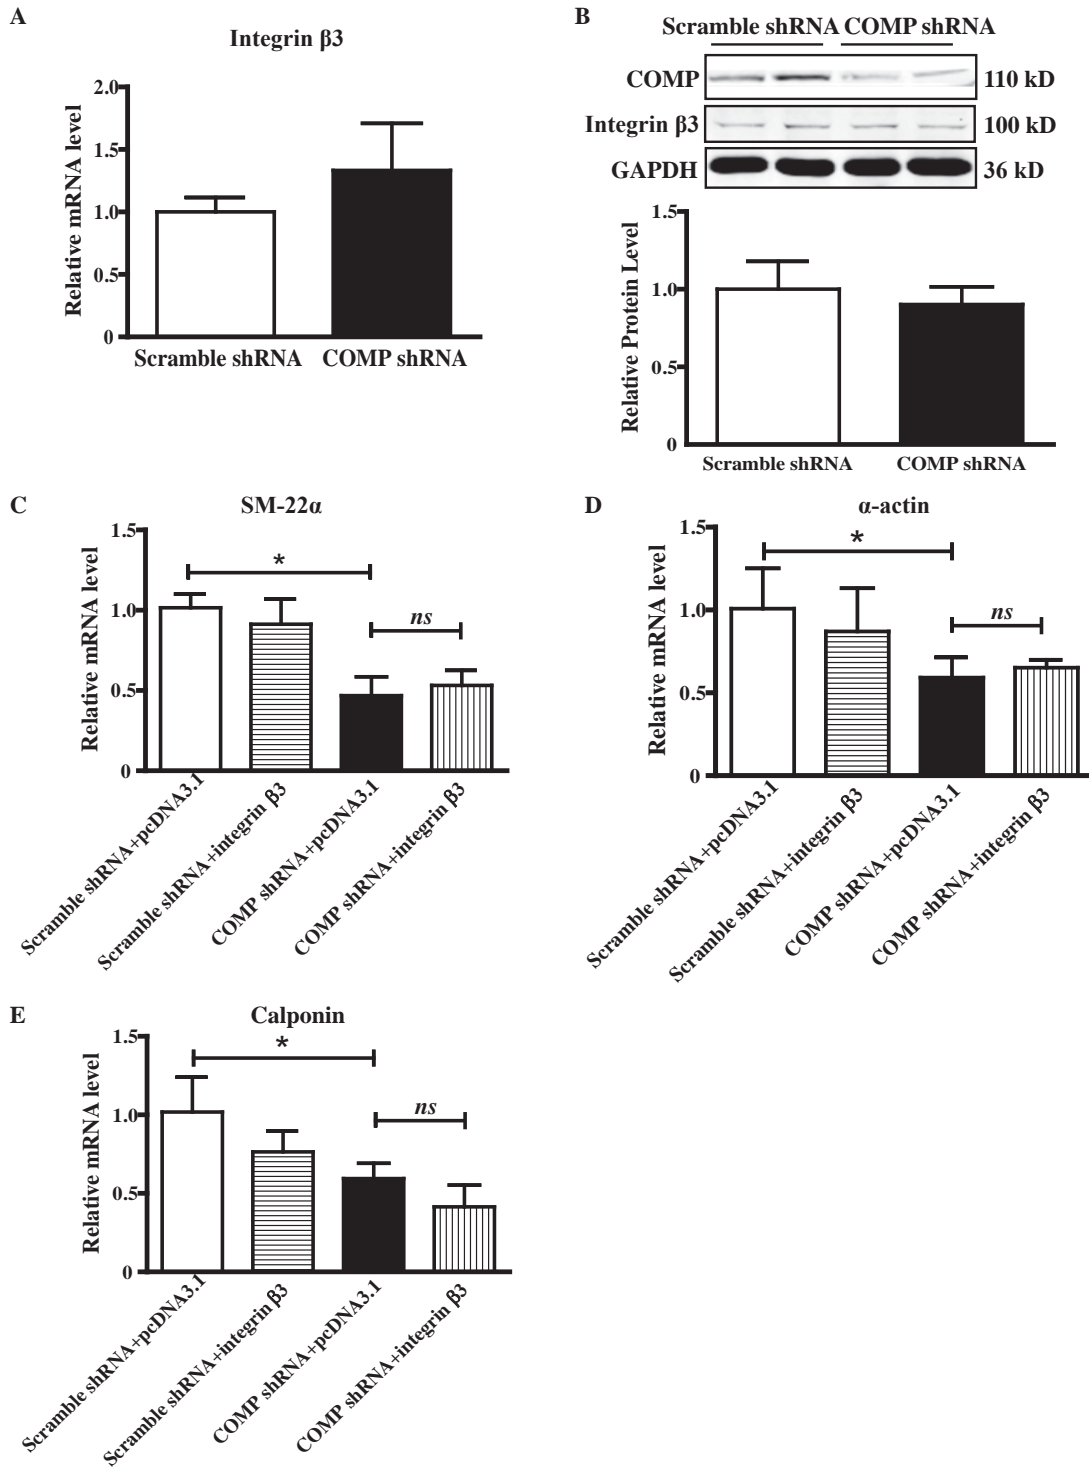 A
Integrin β3
Relative mRNA level
2.0
1.5
1.0
0.5
0
Scramble shRNA COMP shRNA
B
Scramble shRNA COMP shRNA
COMP 110 kD
Integrin β3 100 kD
GAPDH 36 kD
Relative Protein Level
1.5
1.0
0.5
0
Scramble shRNA COMP shRNA
C
SM-22α
Relative mRNA level
1.5
1.0
0.5
0
*
ns
Scramble shRNA+pcDNA3.1
Scramble shRNA+integrin β3
COMP shRNA+pcDNA3.1
COMP shRNA+integrin β3
D
α-actin
Relative mRNA level
1.5
1.0
0.5
0
*
ns
Scramble shRNA+pcDNA3.1
Scramble shRNA+integrin β3
COMP shRNA+pcDNA3.1
COMP shRNA+integrin β3
E
Calponin
Relative mRNA level
1.5
1.0
0.5
0
*
ns
Scramble shRNA+pcDNA3.1
Scramble shRNA+integrin β3
COMP shRNA+pcDNA3.1
COMP shRNA+integrin β3